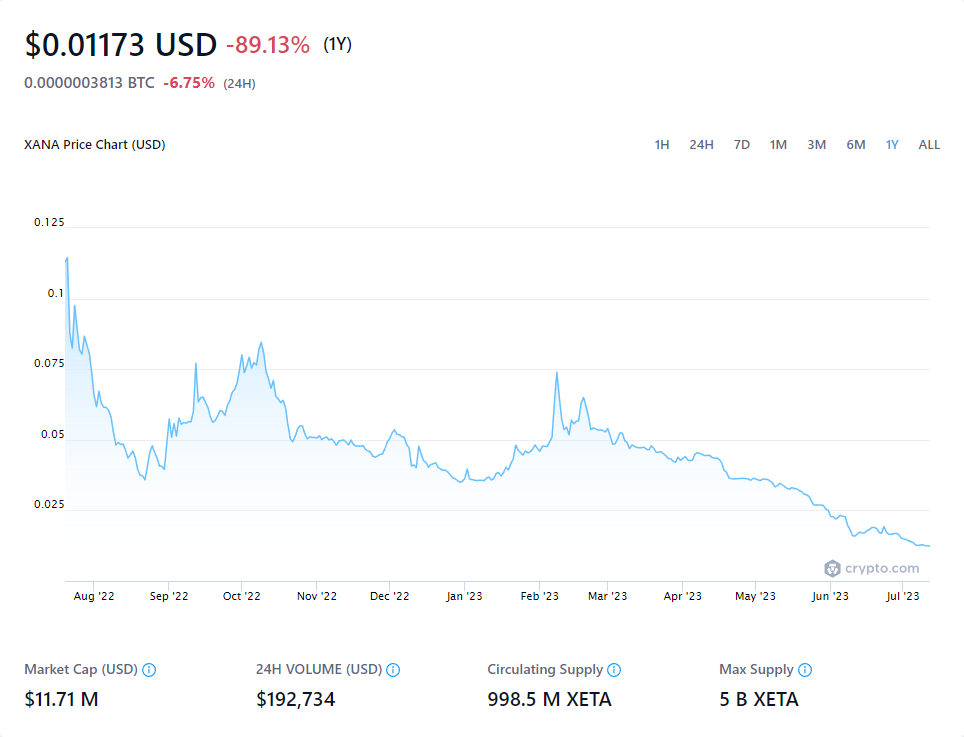 $0.01173 USD -89.13% (1Y)
0.0000003813 BTC -6.75% (24H)
XANA Price Chart (USD) 1H 24H 7D 1M 3M 6M 1Y ALL
0.125
0.1
0.075
0.05
0.025
crypto.com
Aug '22 Sep '22 Oct '22 Nov '22 Dec '22 Jan '23 Feb '23 Mar '23 Apr '23 May '23 Jun '23 Jul '23
Market Cap (USD) 24H VOLUME (USD) Circulating Supply Max Supply
$11.71 M $192,734 998.5 M XETA 5 B XETA